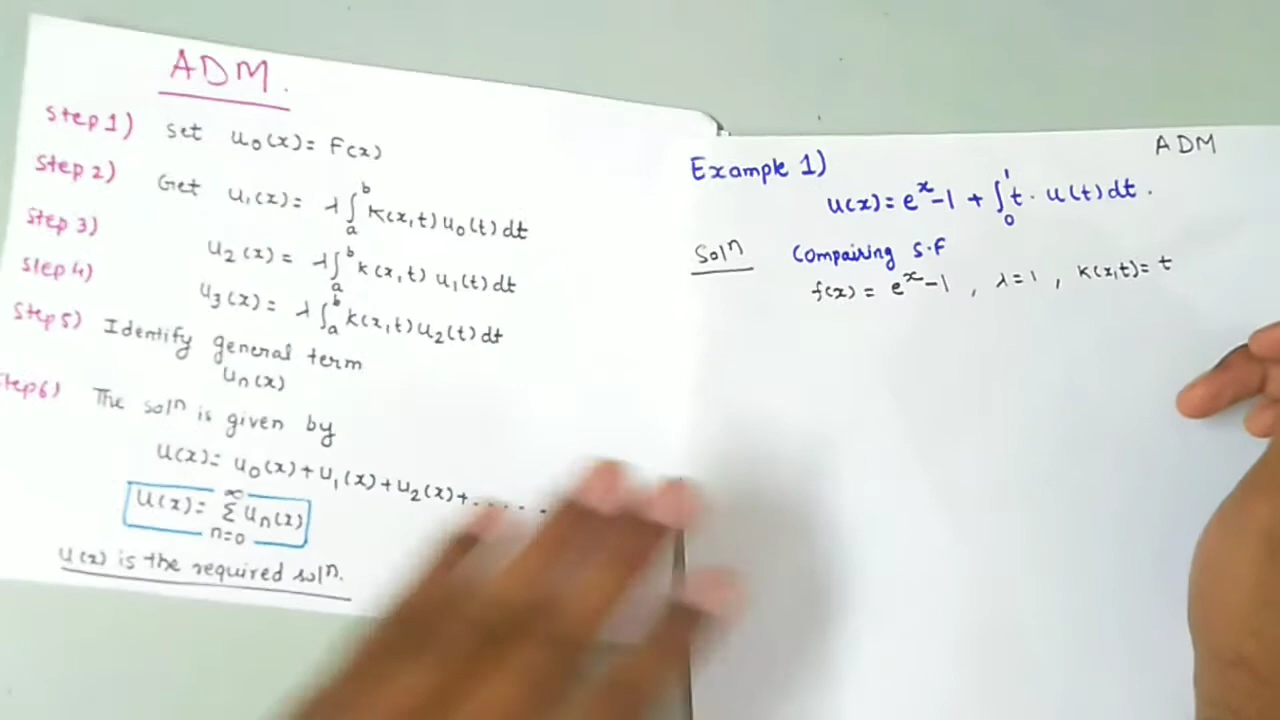 ADM.
Step 1) Set u₀(x) = F(x)
Step 2) Get u₁(x) = λ∫ₐᵇ K(x,t) u₀(t) dt
Step 3) u₂(x) = λ∫ₐᵇ K(x,t) u₁(t) dt
Step 4) u₃(x) = λ∫ₐᵇ K(x,t) u₂(t) dt
Step 5) Identify general term
uₙ(x)
Step 6) The solⁿ is given by
u(x) = u₀(x) + u₁(x) + u₂(x) + . . . . .
u(x) = ∞Σn=0 uₙ(x)
u(x) is the required solⁿ.
ADM
Example 1)
u(x) = eˣ - 1 + ∫₀¹ t · u(t) dt .
Solⁿ Compairing S.F
f(x) = eˣ - 1 , λ = 1 , K(x,t) = t